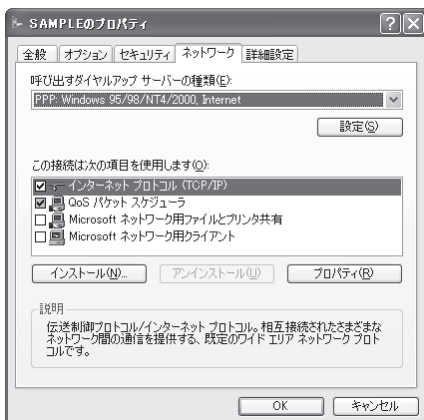 SAMPLEのプロパティ
全般 オプション セキュリティ ネットワーク 詳細設定
呼び出すダイヤルアップ サーバーの種類(E):
PPP: Windows 95/98/NT4/2000, Internet
設定(S)
この接続は次の項目を使用します(O):
インターネット プロトコル (TCP/IP)
QoS パケット スケジューラ
Microsoft ネットワーク用ファイルとプリンタ共有
Microsoft ネットワーク用クライアント
インストール(N)... アンインストール(U) プロパティ(R)
説明
伝送制御プロトコル/インターネット プロトコル。相互接続されたさまざまな
ネットワーク間の通信を提供する、既定のワイド エリア ネットワーク プロト
コルです。
OK キャンセル